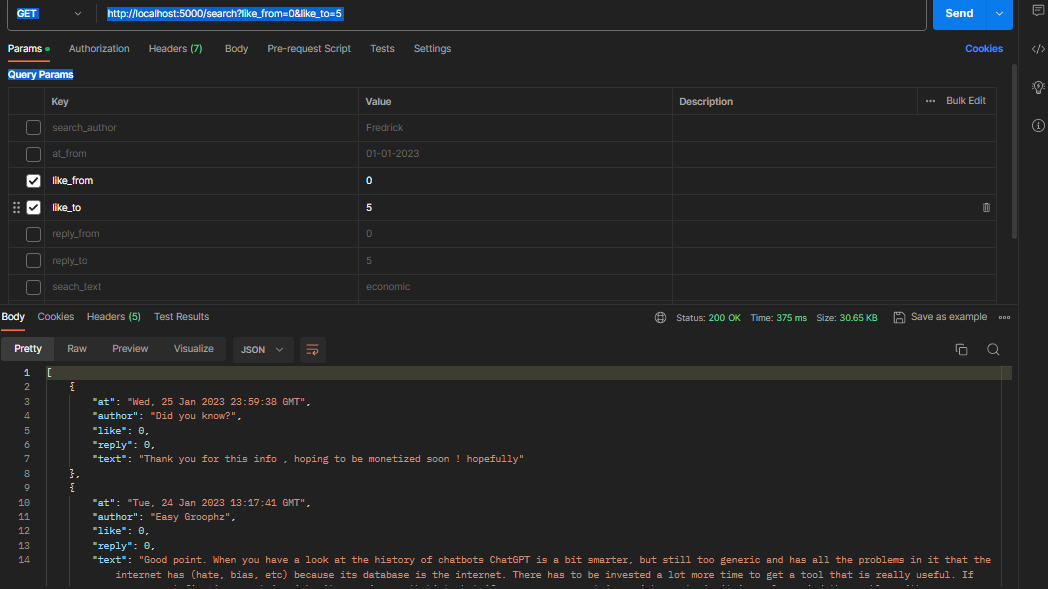 GET http://localhost:5000/search?like_from=0&like_to=5 Send
Params Authorization Headers (7) Body Pre-request Script Tests Settings Cookies
Query Params
Key Value Description ... Bulk Edit
search_author Fredrick
at_from 01-01-2023
like_from 0
like_to 5
reply_from 0
reply_to 5
seach_text economic
Body Cookies Headers (5) Test Results Status: 200 OK Time: 375 ms Size: 30.65 KB Save as example
Pretty Raw Preview Visualize JSON
1 [
2 {
3 "at": "Wed, 25 Jan 2023 23:59:38 GMT",
4 "author": "Did you know?",
5 "like": 0,
6 "reply": 0,
7 "text": "Thank you for this info , hoping to be monetized soon ! hopefully"
8 },
9 {
10 "at": "Tue, 24 Jan 2023 13:17:41 GMT",
11 "author": "Easy Groophz",
12 "like": 0,
13 "reply": 0,
14 "text": "Good point. When you have a look at the history of chatbots ChatGPT is a bit smarter, but still too generic and has all the problems in it that the
internet has (hate, bias, etc) because its database is the internet. There has to be invested a lot more time to get a tool that is really useful. If